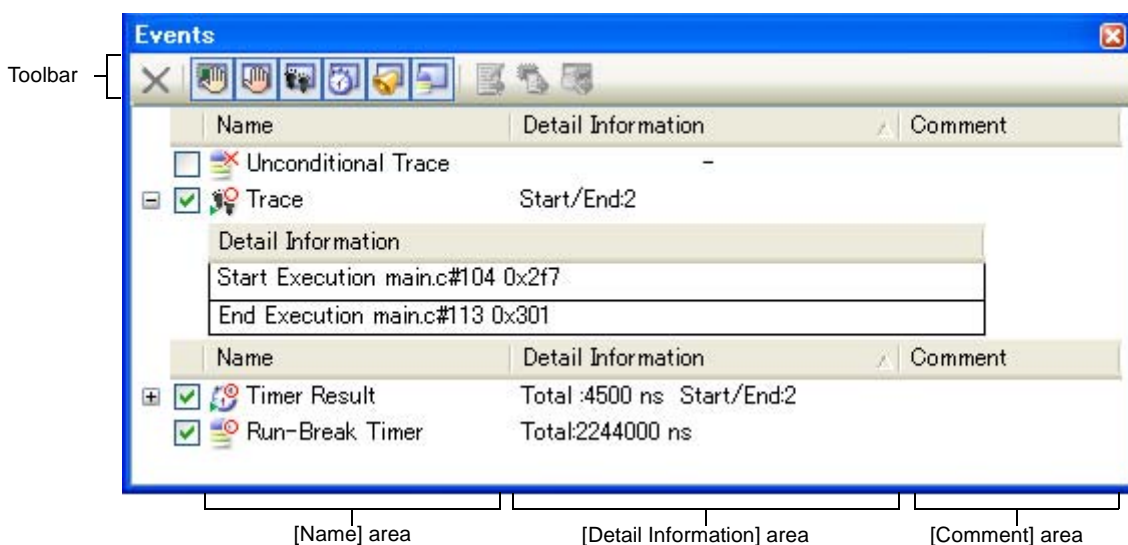 Events
Toolbar
Name Detail Information Comment
Unconditional Trace -
Trace Start/End:2
Detail Information
Start Execution main.c#104 0x2f7
End Execution main.c#113 0x301
Name Detail Information Comment
Timer Result Total :4500 ns Start/End:2
Run-Break Timer Total:2244000 ns
[Name] area [Detail Information] area [Comment] area